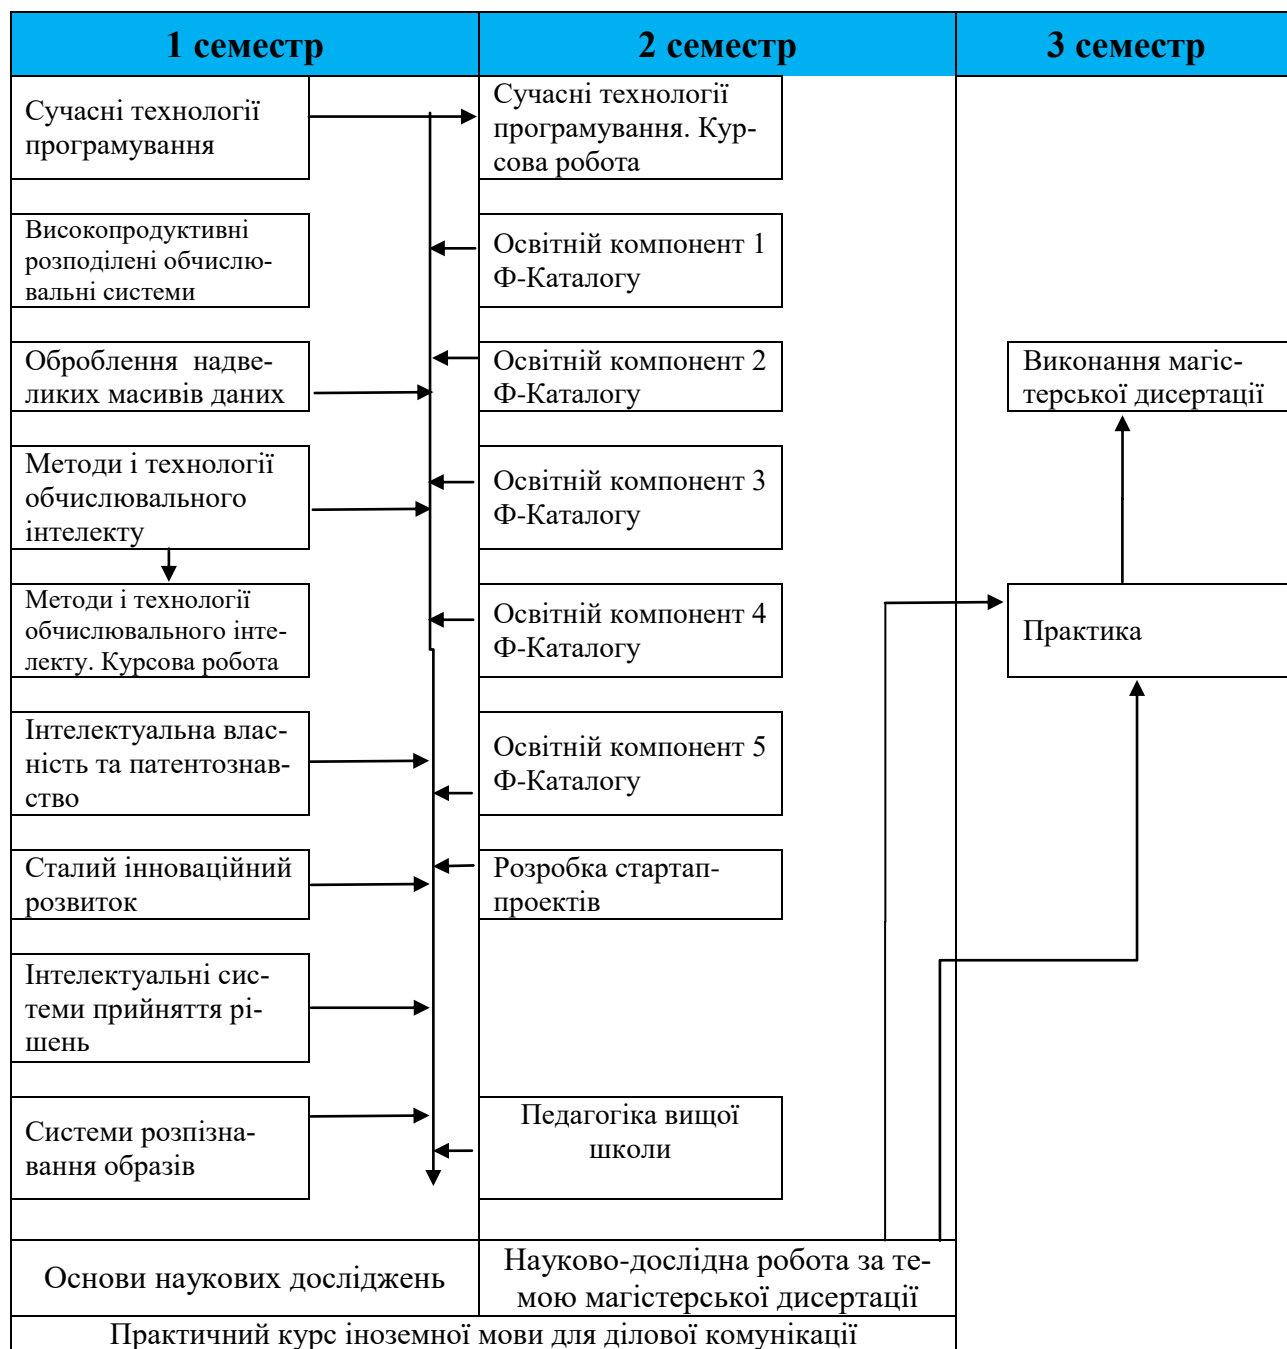 1 семестр
2 семестр
3 семестр
Сучасні технології
програмування
Сучасні технології
програмування. Кур-
сова робота
Високопродуктивні
розподілені обчислю-
вальні системи
Освітній компонент 1
Ф-Каталогу
Оброблення надве-
ликих масивів даних
Освітній компонент 2
Ф-Каталогу
Виконання магіс-
терської дисертації
Методи і технології
обчислювального
інтелекту
Освітній компонент 3
Ф-Каталогу
Методи і технології
обчислювального інте-
лекту. Курсова робота
Освітній компонент 4
Ф-Каталогу
Практика
Інтелектуальна влас-
ність та патентознав-
ство
Освітній компонент 5
Ф-Каталогу
Сталий інноваційний
розвиток
Розробка стартап-
проектів
Інтелектуальні сис-
теми прийняття рі-
шень
Системи розпізна-
вання образів
Педагогіка вищої
школи
Основи наукових досліджень
Науково-дослідна робота за те-
мою магістерської дисертації
Практичний курс іноземної мови для ділової комунікації